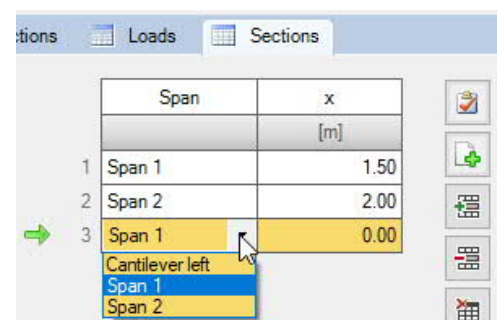 ctions Loads Sections
Span x
[m]
1 Span 1 1.50
2 Span 2 2.00
3 Span 1 0.00
Cantilever left
Span 1
Span 2